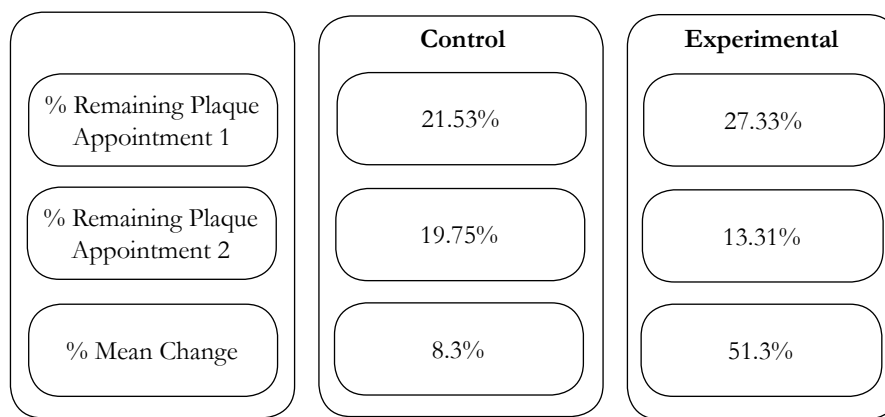 Control
Experimental
% Remaining Plaque
Appointment 1
21.53%
27.33%
% Remaining Plaque
Appointment 2
19.75%
13.31%
% Mean Change
8.3%
51.3%